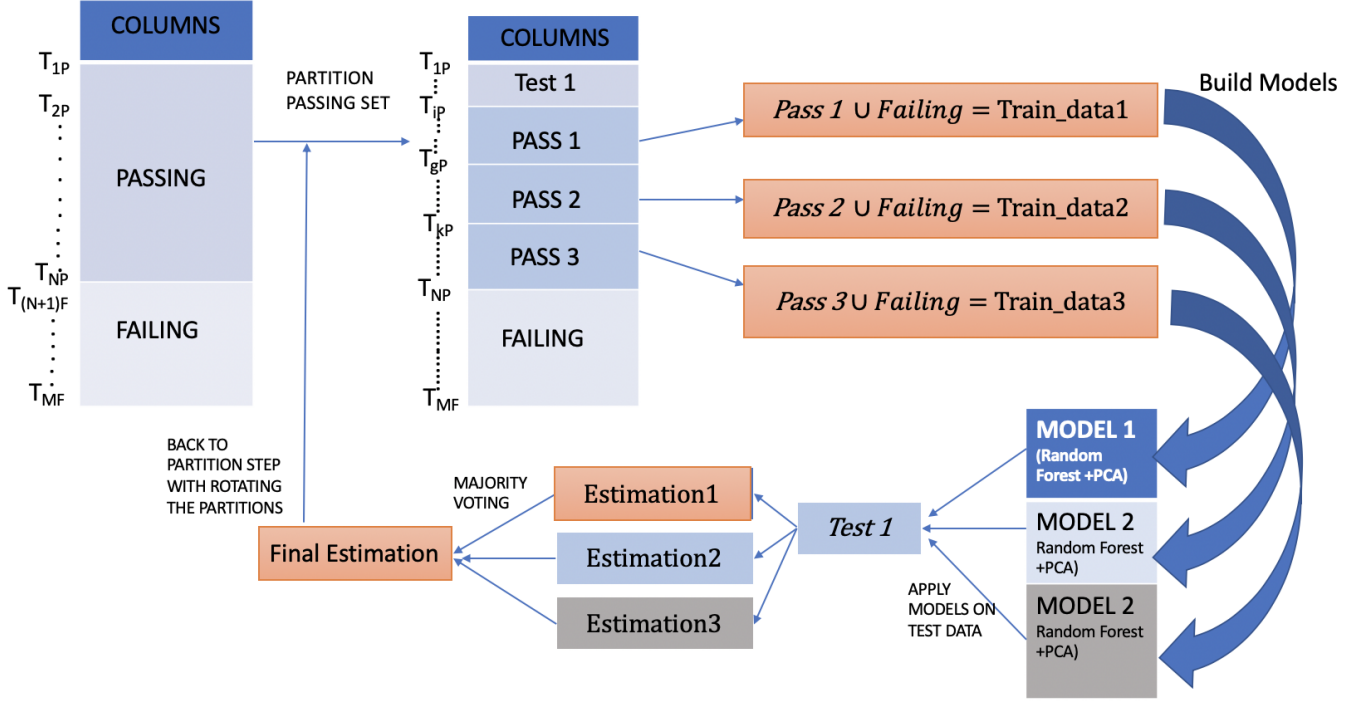 COLUMNS
T1P
T2P
PASSING
TNP
T(N+1)F
FAILING
TMF
PARTITION
PASSING SET
COLUMNS
T1P
Test 1
TiP
PASS 1
TgP
PASS 2
TkP
PASS 3
TNP
FAILING
TMF
Pass 1 ∪ Failing = Train_data1
Pass 2 ∪ Failing = Train_data2
Pass 3 ∪ Failing = Train_data3
Build Models
MODEL 1
(Random
Forest +PCA)
MODEL 2
Random Forest
+PCA)
MODEL 2
Random Forest
+PCA)
APPLY
MODELS ON
TEST DATA
Test 1
Estimation1
Estimation2
Estimation3
MAJORITY
VOTING
Final Estimation
BACK TO
PARTITION STEP
WITH ROTATING
THE PARTITIONS